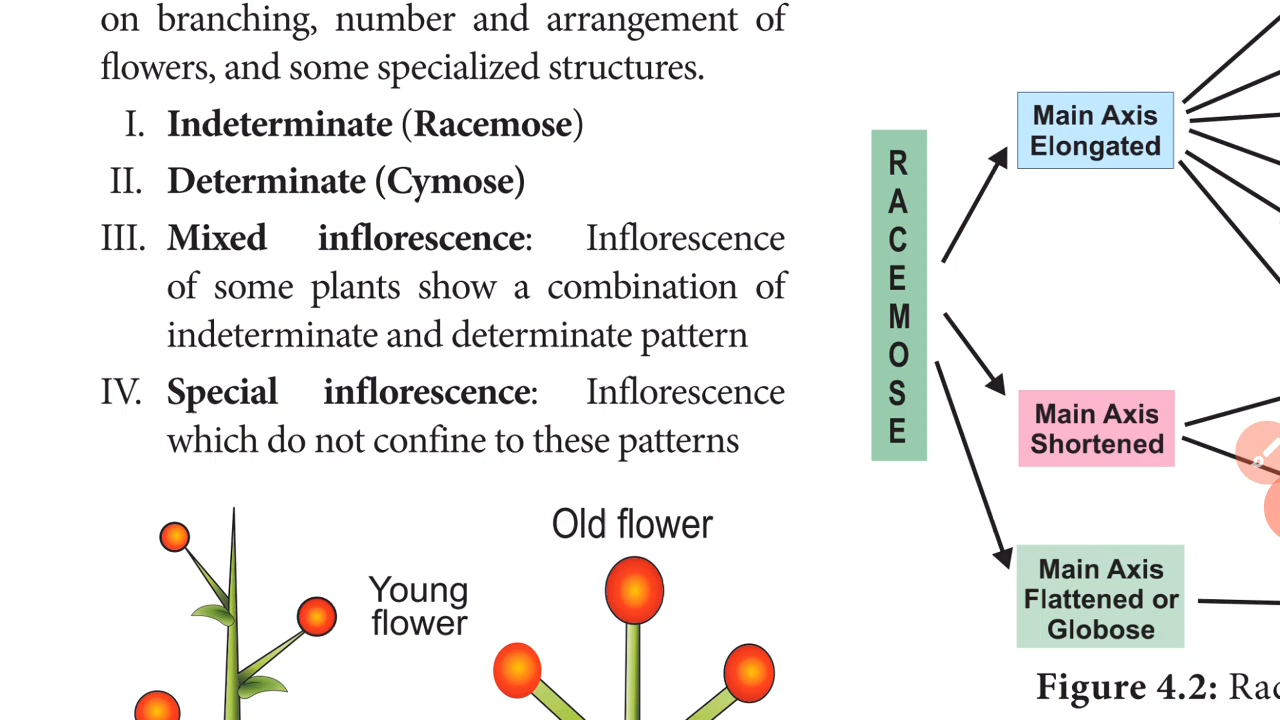 on branching, number and arrangement of
flowers, and some specialized structures.
I. Indeterminate (Racemose)
II. Determinate (Cymose)
III. Mixed inflorescence: Inflorescence
of some plants show a combination of
indeterminate and determinate pattern
IV. Special inflorescence: Inflorescence
which do not confine to these patterns
Old flower
Young
flower
RACEMOSE
Main Axis
Elongated
Main Axis
Shortened
Main Axis
Flattened or
Globose
Figure 4.2: